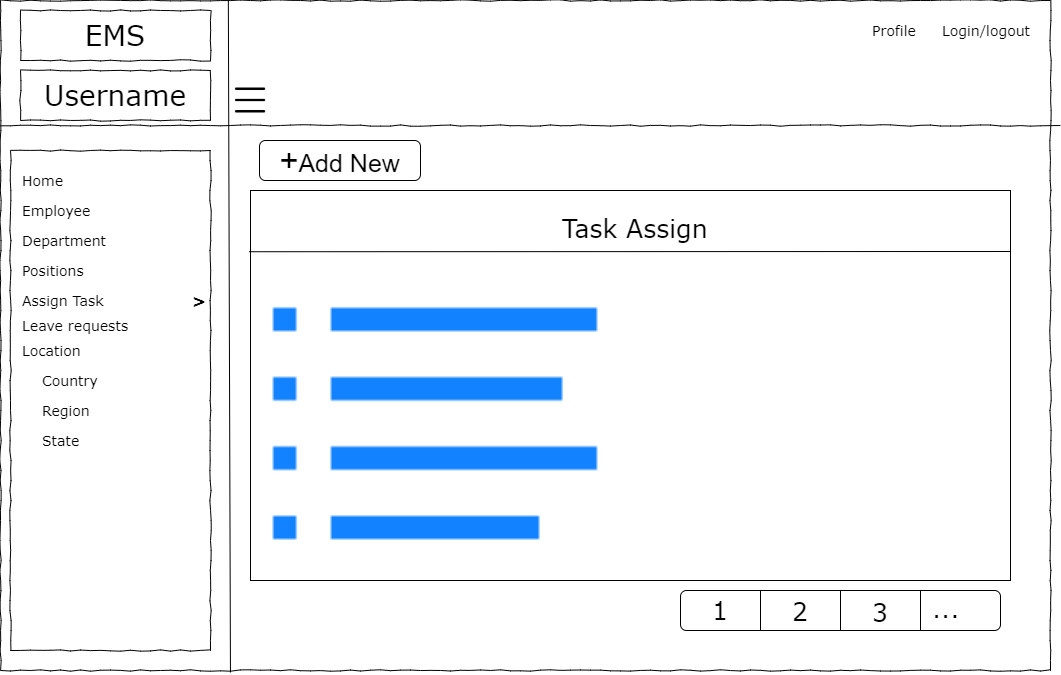 EMS
Profile
Login/logout
Username
+Add New
Home
Employee
Department
Positions
Assign Task >
Leave requests
Location
Country
Region
State
Task Assign
1 2 3 ...